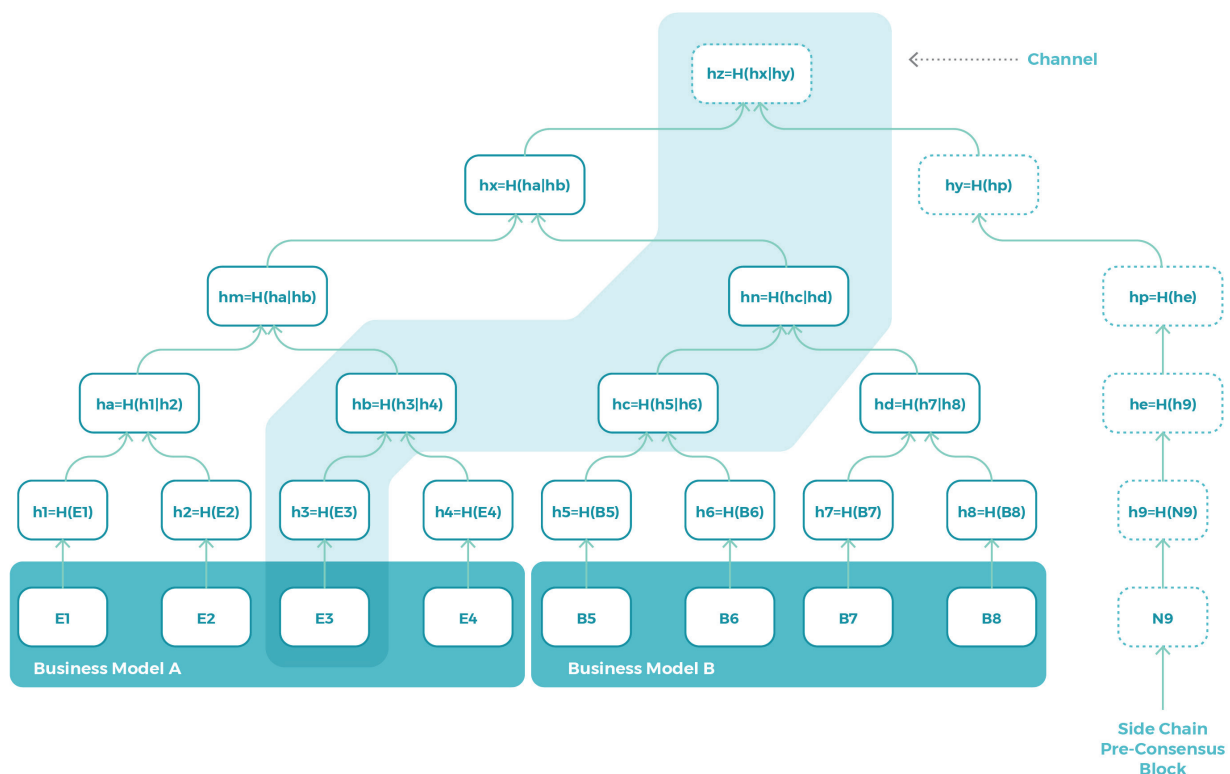 hz=H(hx|hy)
Channel
hx=H(ha|hb)
hy=H(hp)
hm=H(ha|hb)
hn=H(hc|hd)
hp=H(he)
ha=H(h1|h2)
hb=H(h3|h4)
hc=H(h5|h6)
hd=H(h7|h8)
he=H(h9)
h1=H(E1)
h2=H(E2)
h3=H(E3)
h4=H(E4)
h5=H(B5)
h6=H(B6)
h7=H(B7)
h8=H(B8)
h9=H(N9)
E1
E2
E3
E4
B5
B6
B7
B8
N9
Business Model A
Business Model B
Side Chain
Pre-Consensus
Block